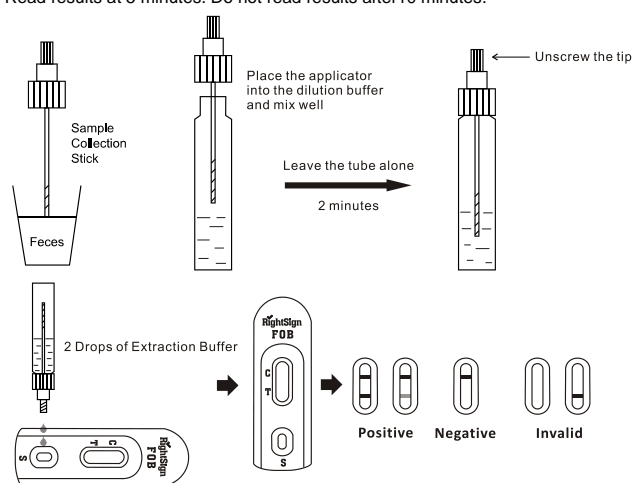 Read results at 5 minutes. Do not read results after 10 minutes.
Sample
Collection
Stick
Feces
Place the applicator
into the dilution buffer
and mix well
Leave the tube alone
2 minutes
Unscrew the tip
2 Drops of Extraction Buffer
S
T
C
RightSign
FOB
RightSign
FOB
C
T
S
Positive
Negative
Invalid